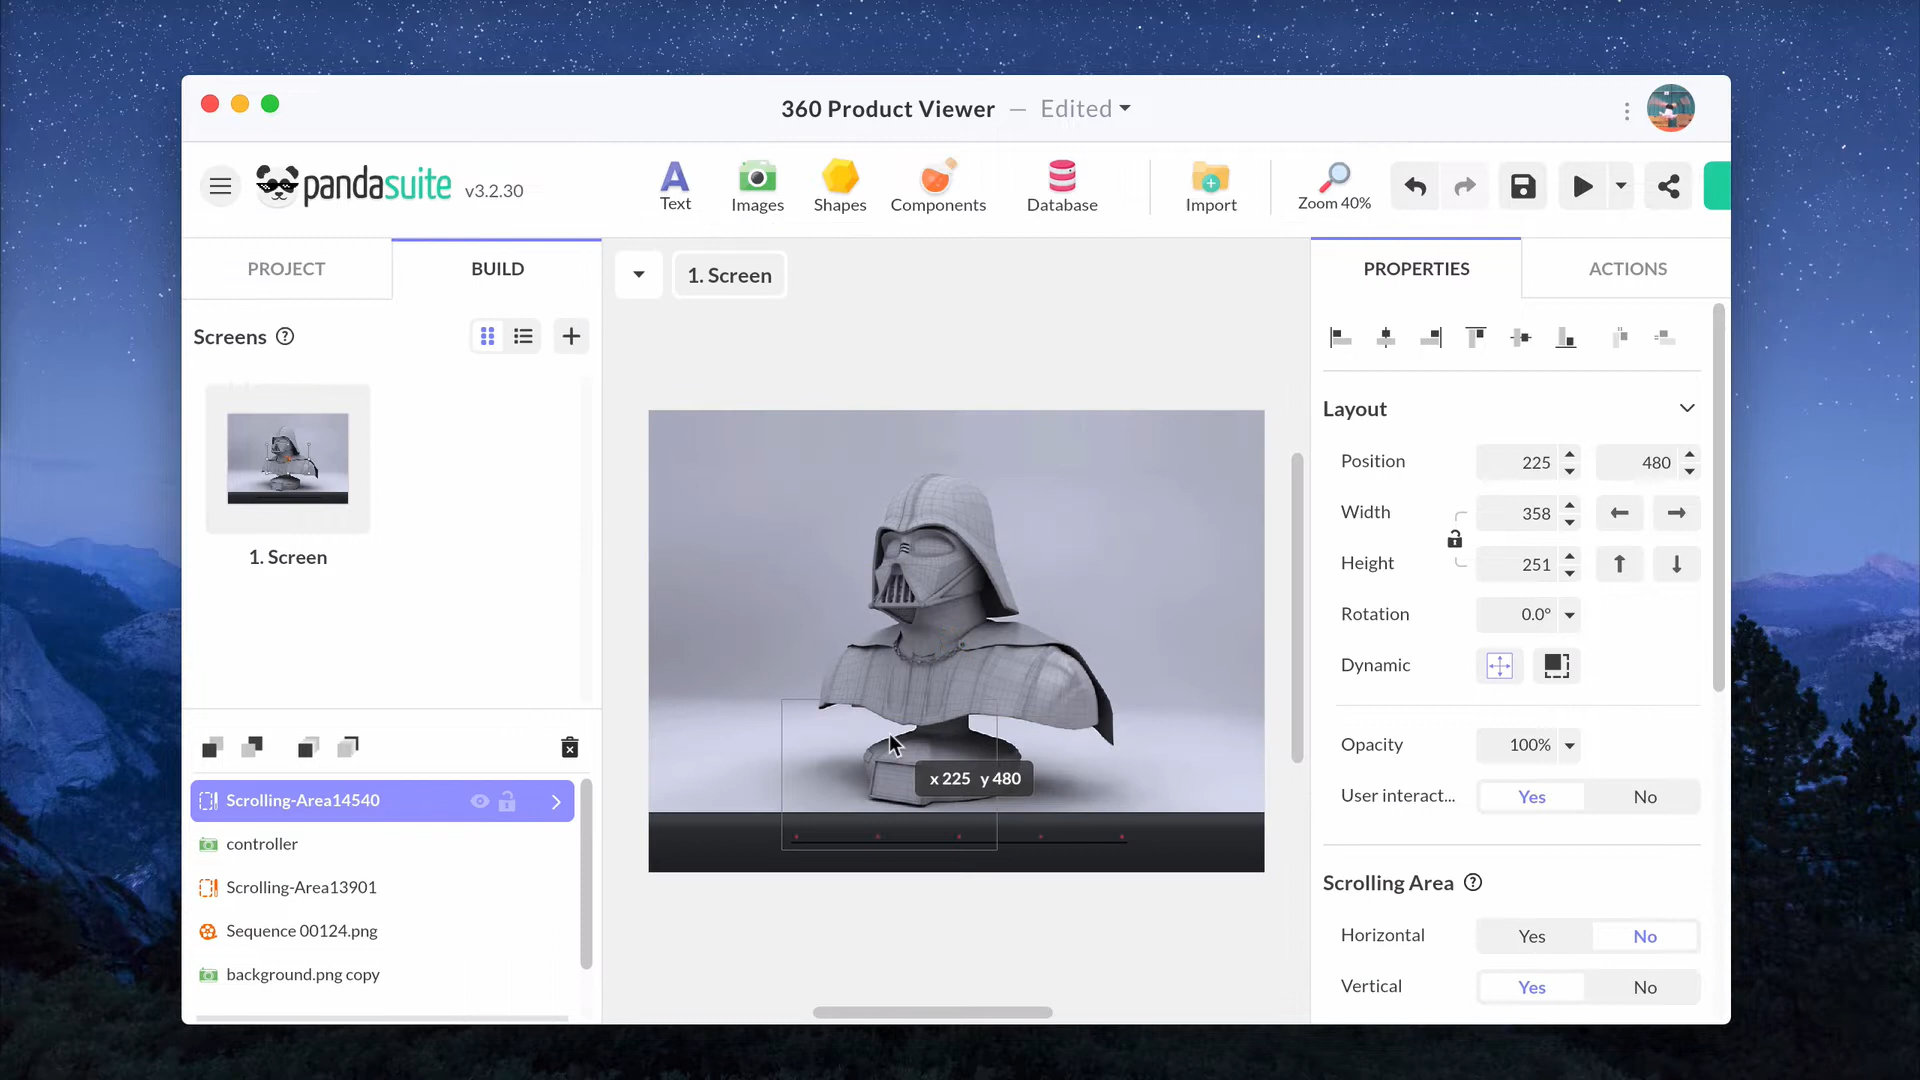 360 Product Viewer — Edited
pandasuite v3.2.30
Text
Images
Shapes
Components
Database
Import
Zoom 40%
PROJECT
BUILD
1. Screen
PROPERTIES
ACTIONS
Screens ?
1. Screen
Scrolling-Area14540
controller
Scrolling-Area13901
Sequence 00124.png
background.png copy
x 225 y 480
Layout
Position 225 480
Width 358
Height 251
Rotation 0.0°
Dynamic
Opacity 100%
User interact... Yes No
Scrolling Area ?
Horizontal Yes No
Vertical Yes No